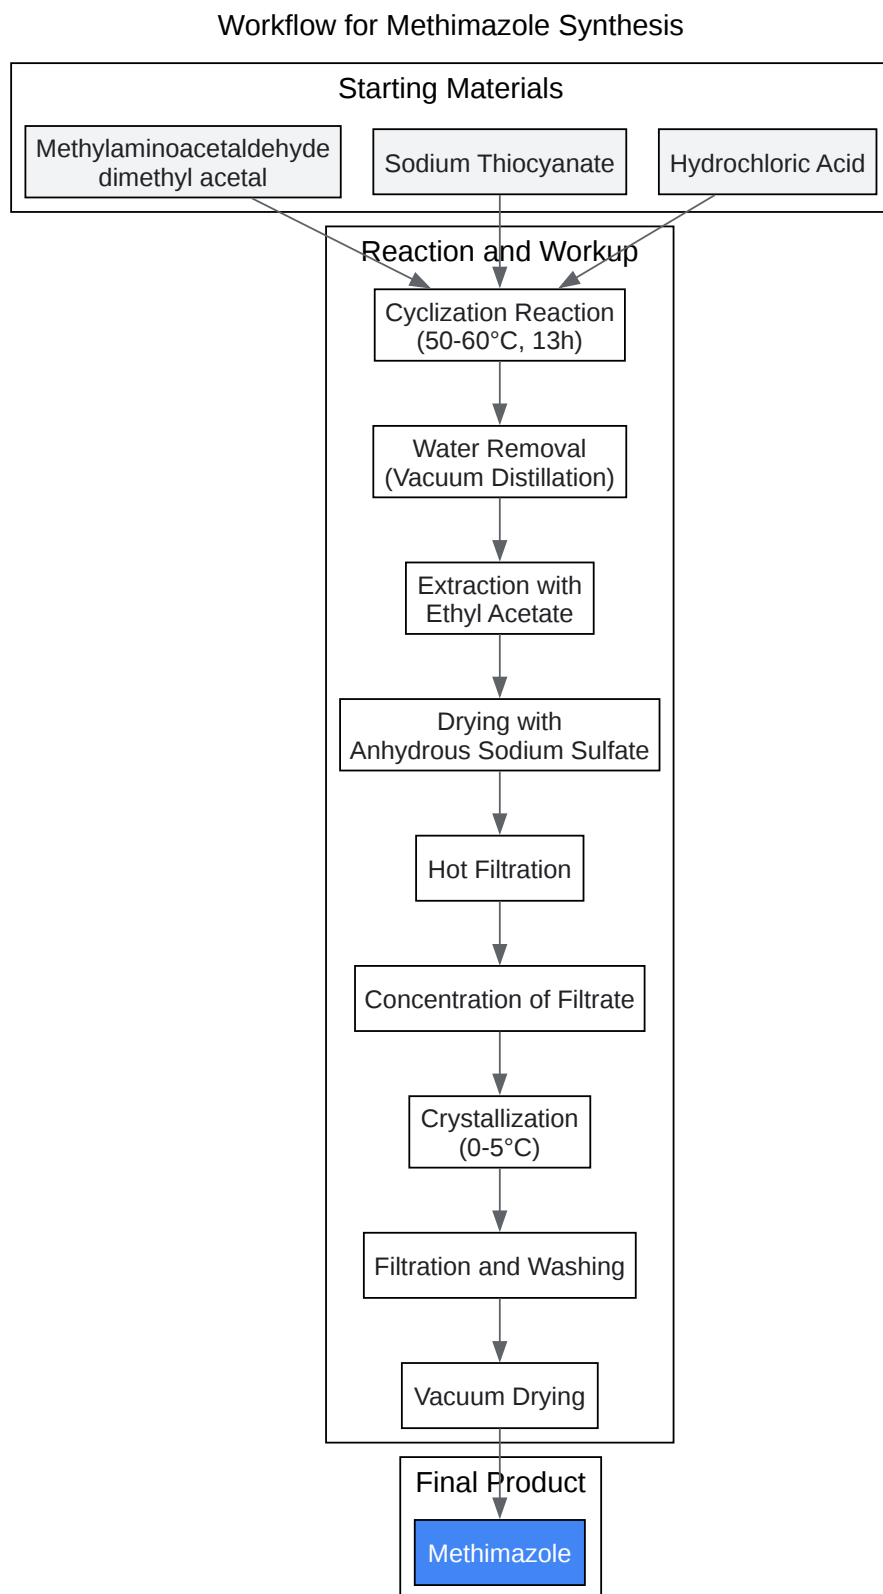 Workflow for Methimazole Synthesis
Starting Materials
Methylaminoacetaldehyde
dimethyl acetal
Sodium Thiocyanate
Hydrochloric Acid
Reaction and Workup
Cyclization Reaction
(50-60°C, 13h)
Water Removal
(Vacuum Distillation)
Extraction with
Ethyl Acetate
Drying with
Anhydrous Sodium Sulfate
Hot Filtration
Concentration of Filtrate
Crystallization
(0-5°C)
Filtration and Washing
Vacuum Drying
Final Product
Methimazole